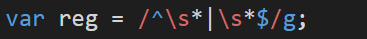 var reg = /^\s*|\s*$/g;